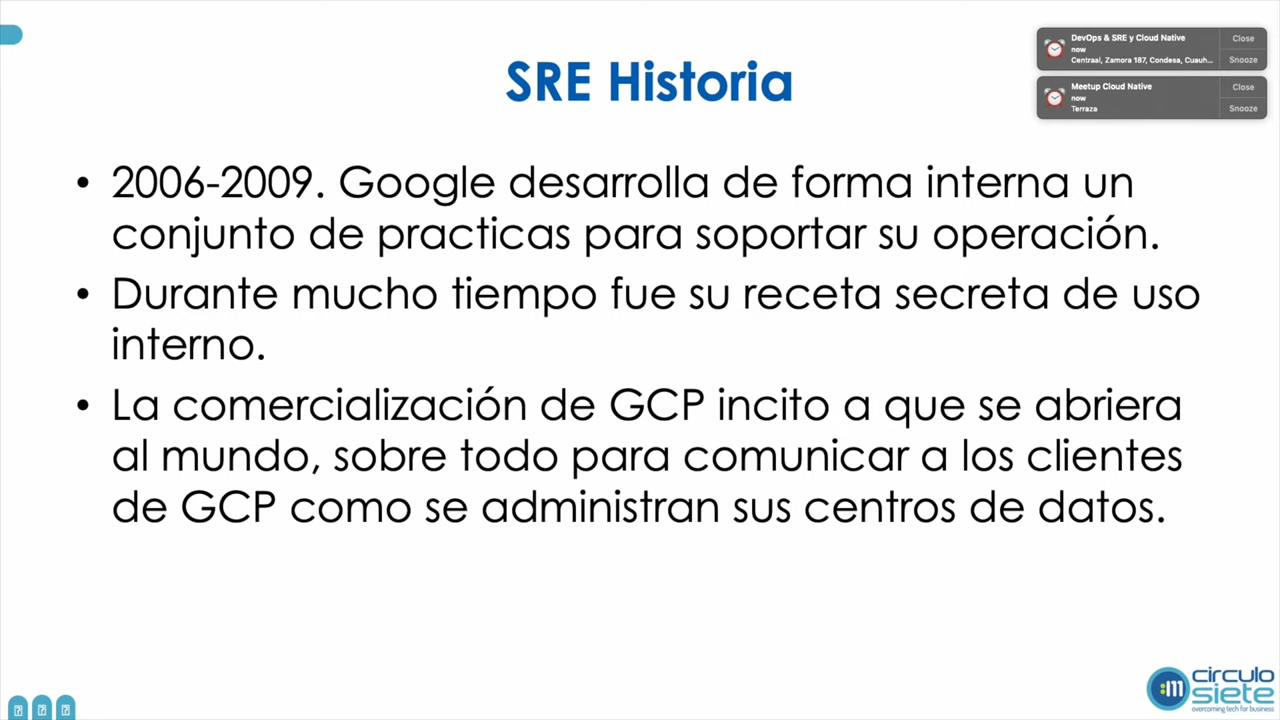 SRE Historia
DevOps & SRE y Cloud Native
now
Centraal, Zamora 187, Condesa, Cuauh...
Close
Snooze
Meetup Cloud Native
now
Terraza
Close
Snooze
• 2006-2009. Google desarrolla de forma interna un
conjunto de practicas para soportar su operación.
• Durante mucho tiempo fue su receta secreta de uso
interno.
• La comercialización de GCP incito a que se abriera
al mundo, sobre todo para comunicar a los clientes
de GCP como se administran sus centros de datos.
:m
circulo
siete
overcoming tech for business